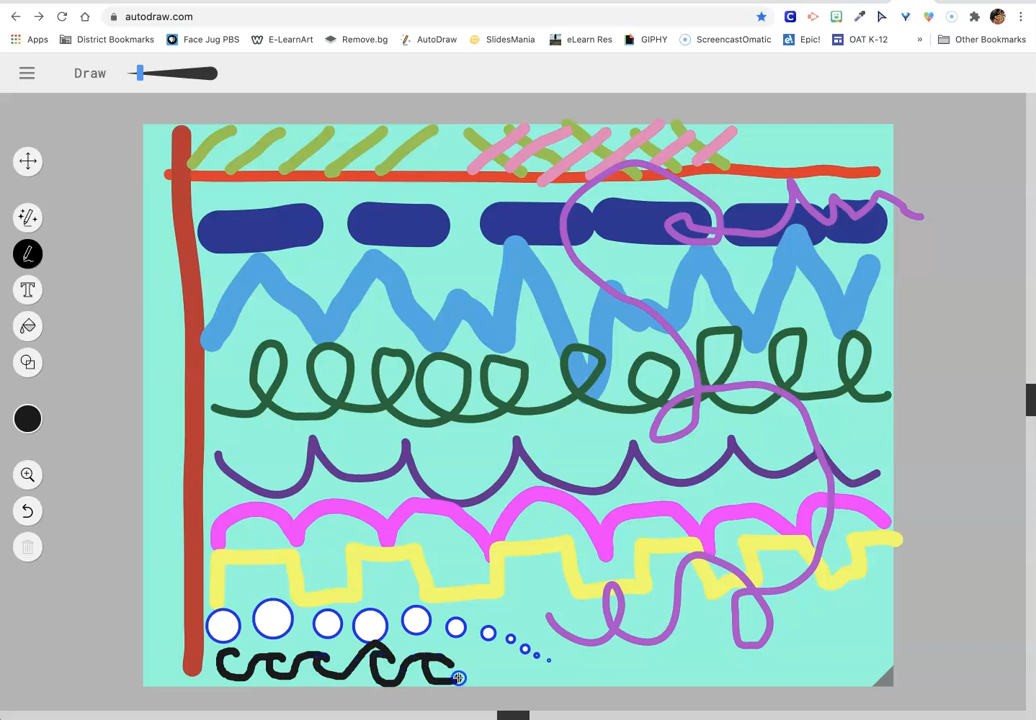 autodraw.com
Apps District Bookmarks Face Jug PBS E-LearnArt Remove.bg AutoDraw SlidesMania eLearn Res GIPHY ScreencastOmatic Epic! OAT K-12 » Other Bookmarks
Draw